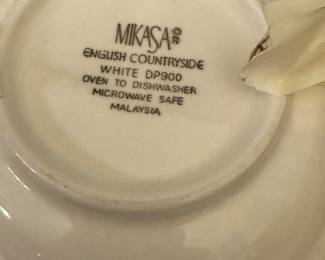 MIKASA
ENGLISH COUNTRYSIDE
WHITE DP900
OVEN TO DISHWASHER
MICROWAVE SAFE
MALAYSIA